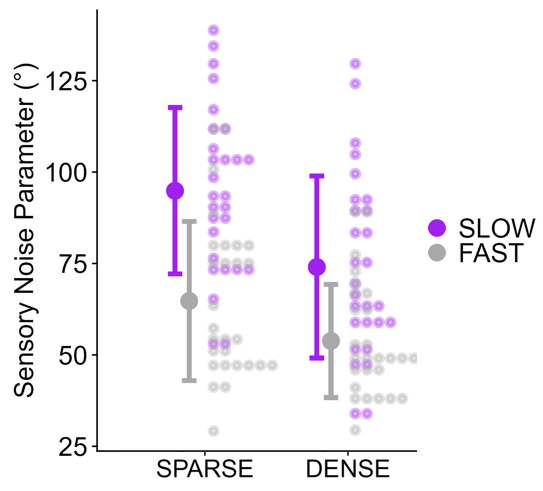 Sensory Noise Parameter (°)
125
100
75
50
25
SPARSE DENSE
SLOW
FAST